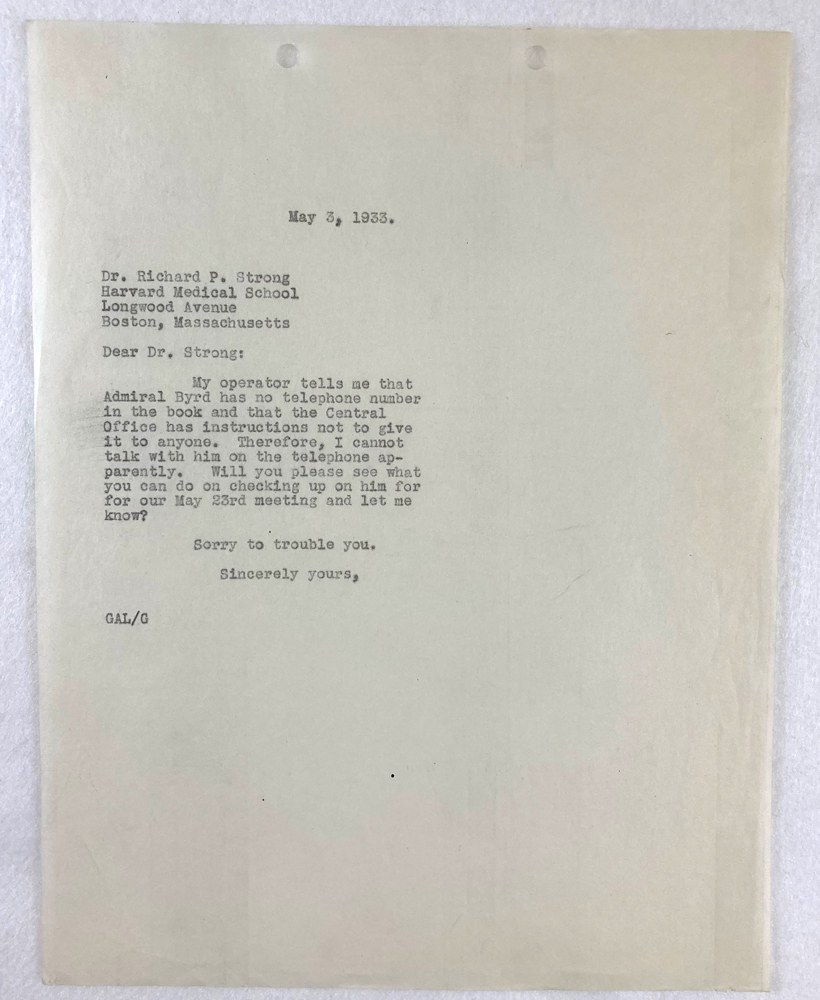 May 3, 1933.
Dr. Richard P. Strong
Harvard Medical School
Longwood Avenue
Boston, Massachusetts
Dear Dr. Strong:
My operator tells me that
Admiral Byrd has no telephone number
in the book and that the Central
Office has instructions not to give
it to anyone. Therefore, I cannot
talk with him on the telephone ap-
parently. Will you please see what
you can do on checking up on him for
for our May 23rd meeting and let me
know?
Sorry to trouble you.
Sincerely yours,
GAL/G